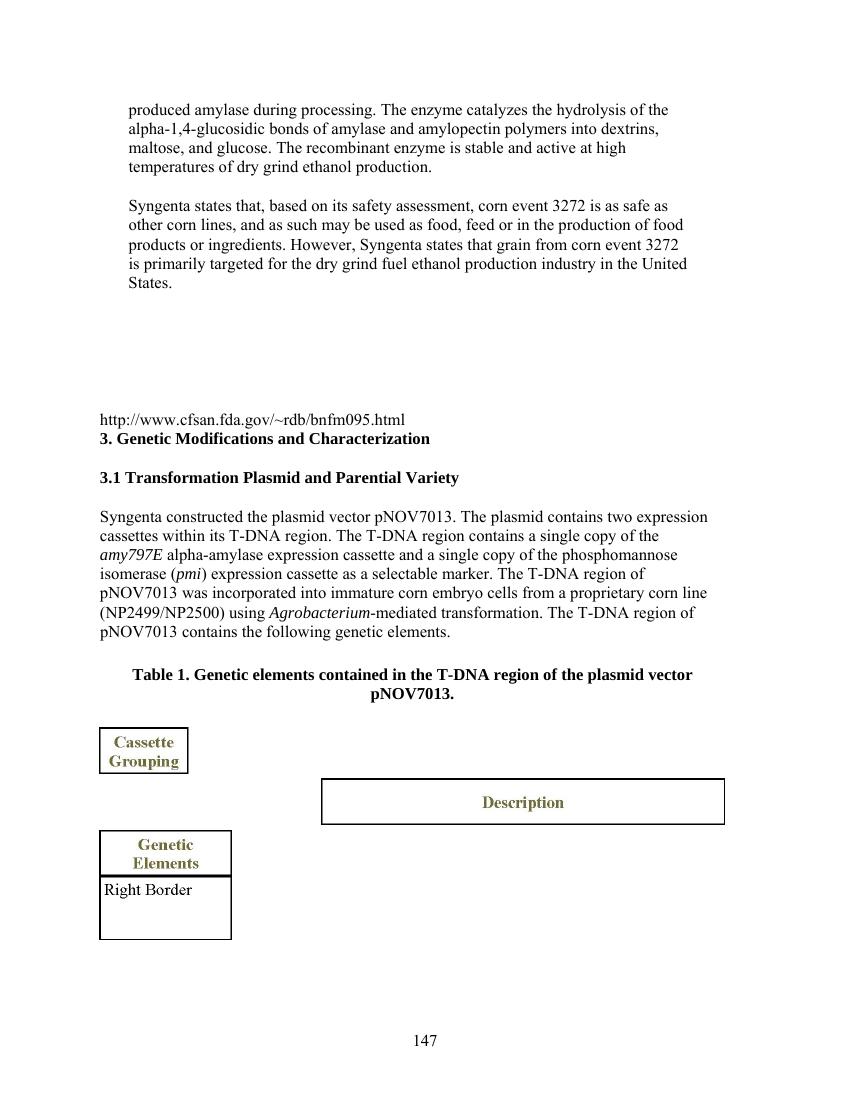 produced amylase during processing. The enzyme catalyzes the hydrolysis of the
alpha-1,4-glucosidic bonds of amylase and amylopectin polymers into dextrins,
maltose, and glucose. The recombinant enzyme is stable and active at high
temperatures of dry grind ethanol production.
Syngenta states that, based on its safety assessment, corn event 3272 is as safe as
other corn lines, and as such may be used as food, feed or in the production of food
products or ingredients. However, Syngenta states that grain from corn event 3272
is primarily targeted for the dry grind fuel ethanol production industry in the United
States.
http://www.cfsan.fda.gov/~rdb/bnfm095.html
3. Genetic Modifications and Characterization
3.1 Transformation Plasmid and Parential Variety
Syngenta constructed the plasmid vector pNOV7013. The plasmid contains two expression
cassettes within its T-DNA region. The T-DNA region contains a single copy of the
amy797E alpha-amylase expression cassette and a single copy of the phosphomannose
isomerase (pmi) expression cassette as a selectable marker. The T-DNA region of
pNOV7013 was incorporated into immature corn embryo cells from a proprietary corn line
(NP2499/NP2500) using Agrobacterium-mediated transformation. The T-DNA region of
pNOV7013 contains the following genetic elements.
Table 1. Genetic elements contained in the T-DNA region of the plasmid vector
pNOV7013.
Cassette
Grouping
Description
Genetic
Elements
Right Border
147